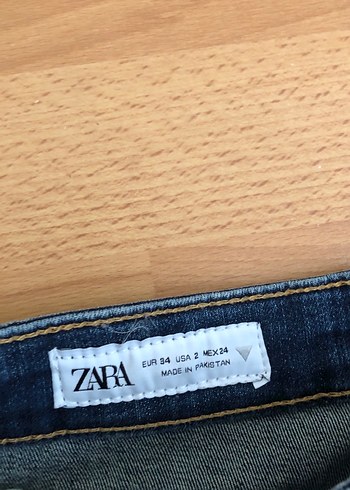 ZARA
EUR 34 USA 2 MEX 24
MADE IN PAKISTAN